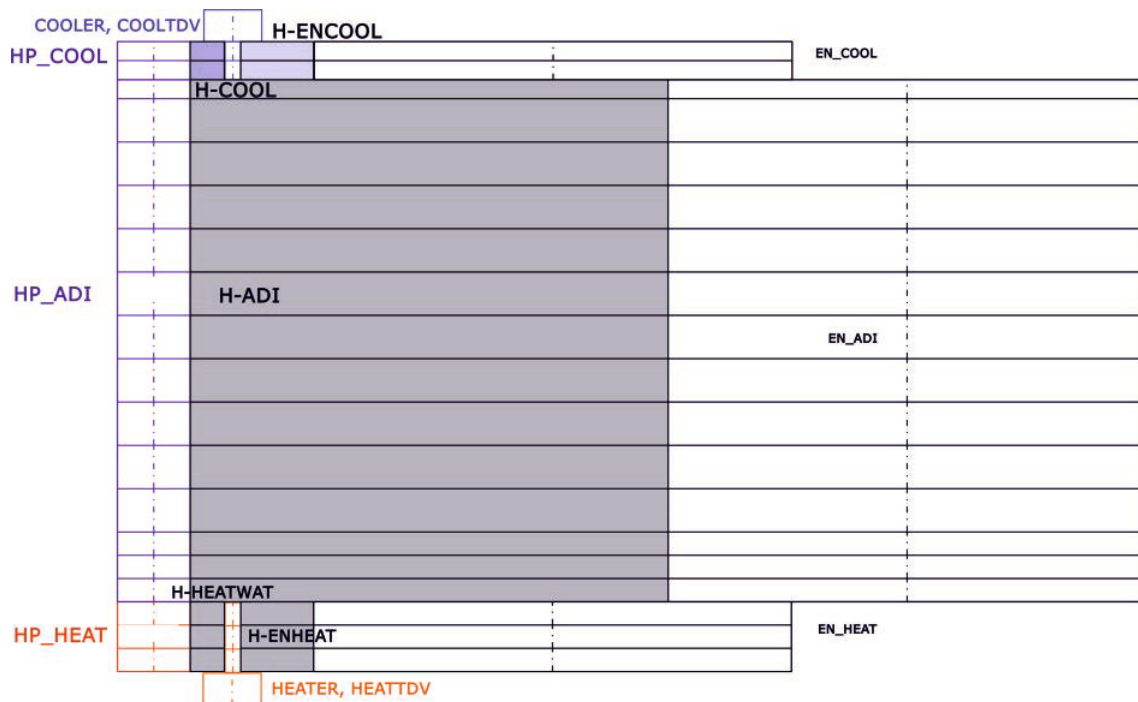 COOLER, COOLTDV
H-ENCOOL
HP_COOL
EN_COOL
H-COOL
HP_ADI
H-ADI
EN_ADI
H-HEATWAT
HP_HEAT
H-ENHEAT
EN_HEAT
HEATER, HEATTDV